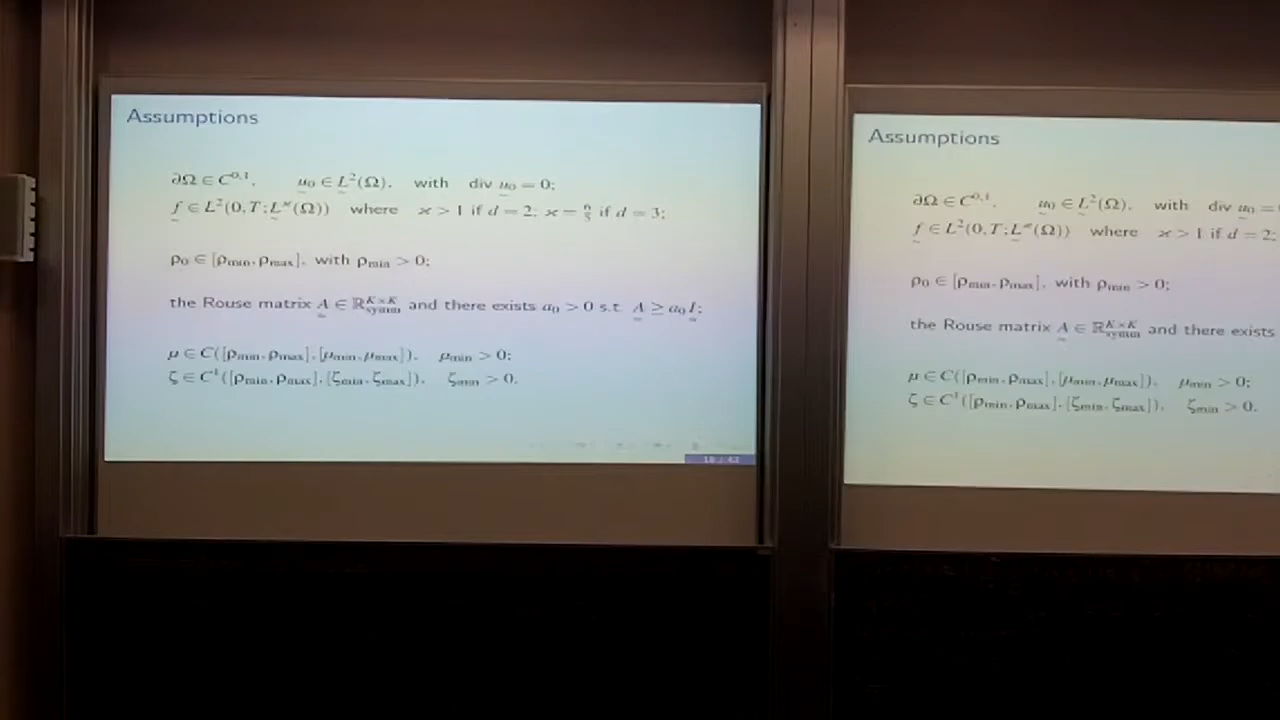 Assumptions
∂Ω ∈ C^{0,1}, u₀ ∈ L²(Ω), with div u₀ = 0;
f ∈ L²(0,T; L^ϰ(Ω)) where ϰ > 1 if d = 2; ϰ = 6/5 if d = 3;
ρ₀ ∈ [ρ_min, ρ_max], with ρ_min > 0;
the Rouse matrix A ∈ ℝ^{K×K}_{symm} and there exists a₀ > 0 s.t. A ≥ a₀ I;
μ ∈ C([ρ_min, ρ_max], [μ_min, μ_max]), μ_min > 0;
ζ ∈ C¹([ρ_min, ρ_max], [ζ_min, ζ_max]), ζ_min > 0.
18 / 42
Assumptions
∂Ω ∈ C^{0,1}, u₀ ∈ L²(Ω), with div u₀ =
f ∈ L²(0,T; L^ϰ(Ω)) where ϰ > 1 if d = 2;
ρ₀ ∈ [ρ_min, ρ_max], with ρ_min > 0;
the Rouse matrix A ∈ ℝ^{K×K}_{symm} and there exists
μ ∈ C([ρ_min, ρ_max], [μ_min, μ_max]), μ_min > 0;
ζ ∈ C¹([ρ_min, ρ_max], [ζ_min, ζ_max]), ζ_min > 0.